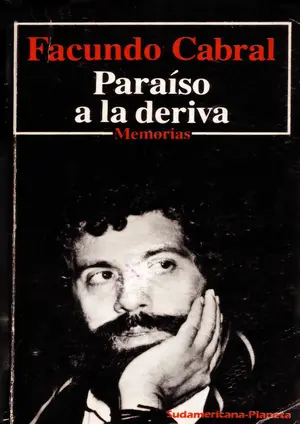 Facundo Cabral
Paraíso
a la deriva
Memorias
Sudamericana-Planeta